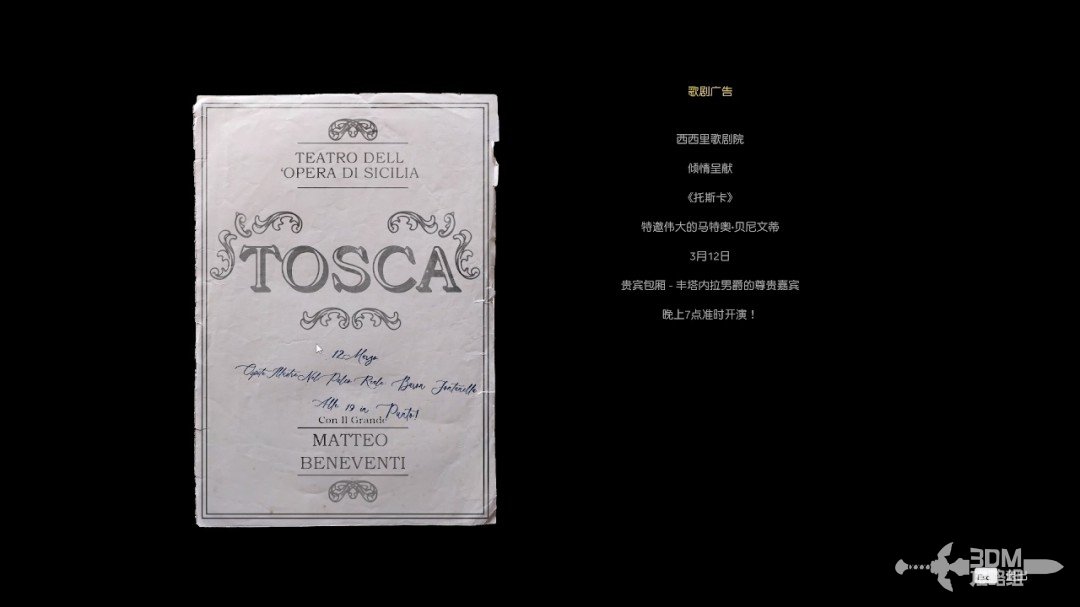 TEATRO DELL
'OPERA DI SICILIA
TOSCA
12 Marzo
Ospite Illustre Nel Palco Reale: Baron Fontanella
Alle 19 in Punto!
Con Il Grande
MATTEO
BENEVENTI
歌剧广告
西西里歌剧院
倾情呈献
《托斯卡》
特邀伟大的马特奥·贝尼文蒂
3月12日
贵宾包厢 - 丰塔内拉男爵的尊贵嘉宾
晚上7点准时开演！
3DM
Esc